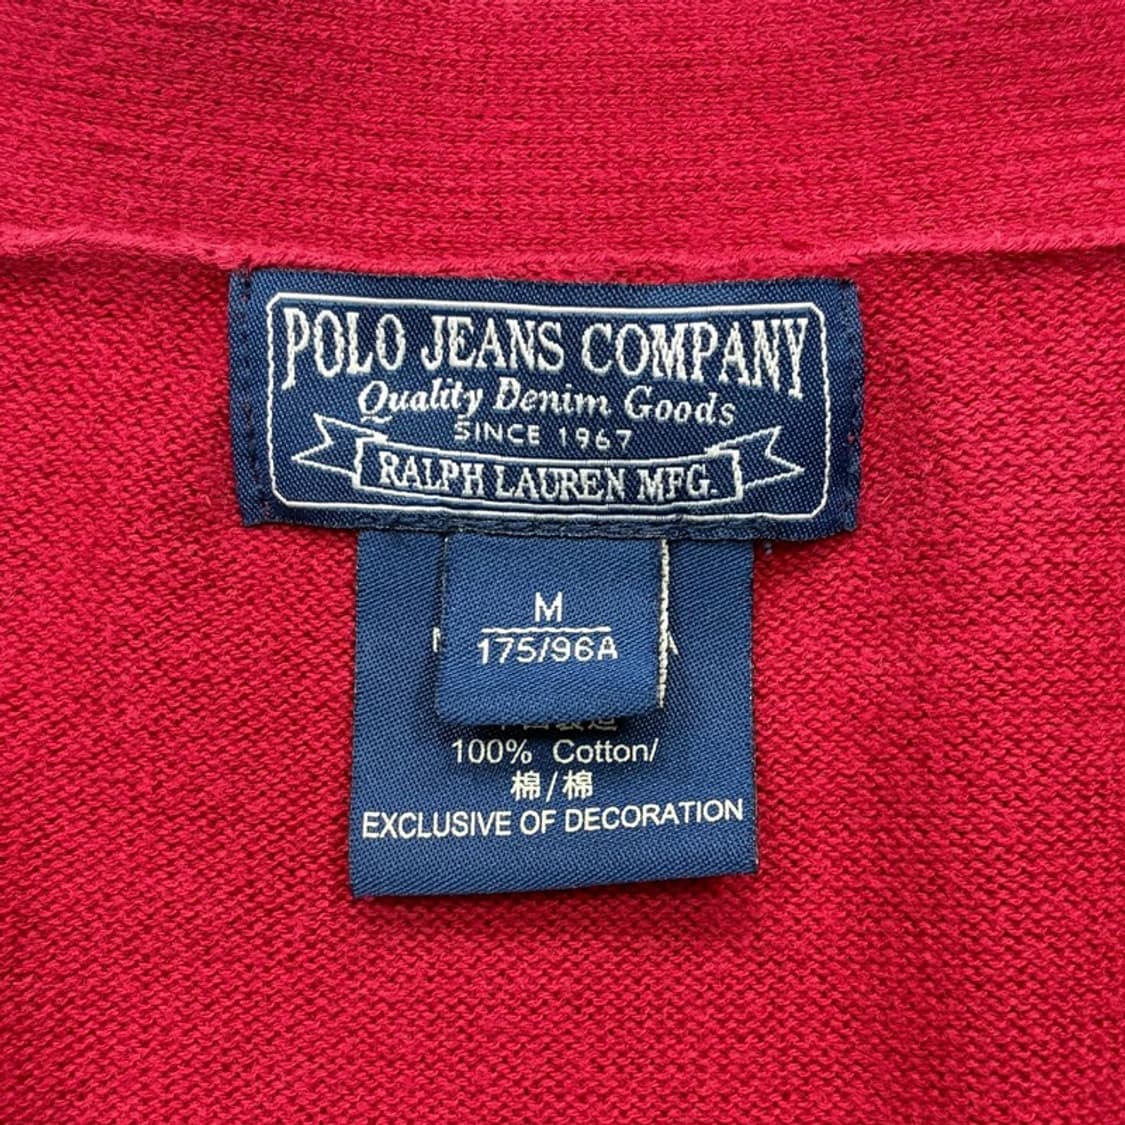 POLO JEANS COMPANY
Quality Denim Goods
SINCE 1967
RALPH LAUREN MFG.
M
175/96A
100% Cotton/
棉/棉
EXCLUSIVE OF DECORATION